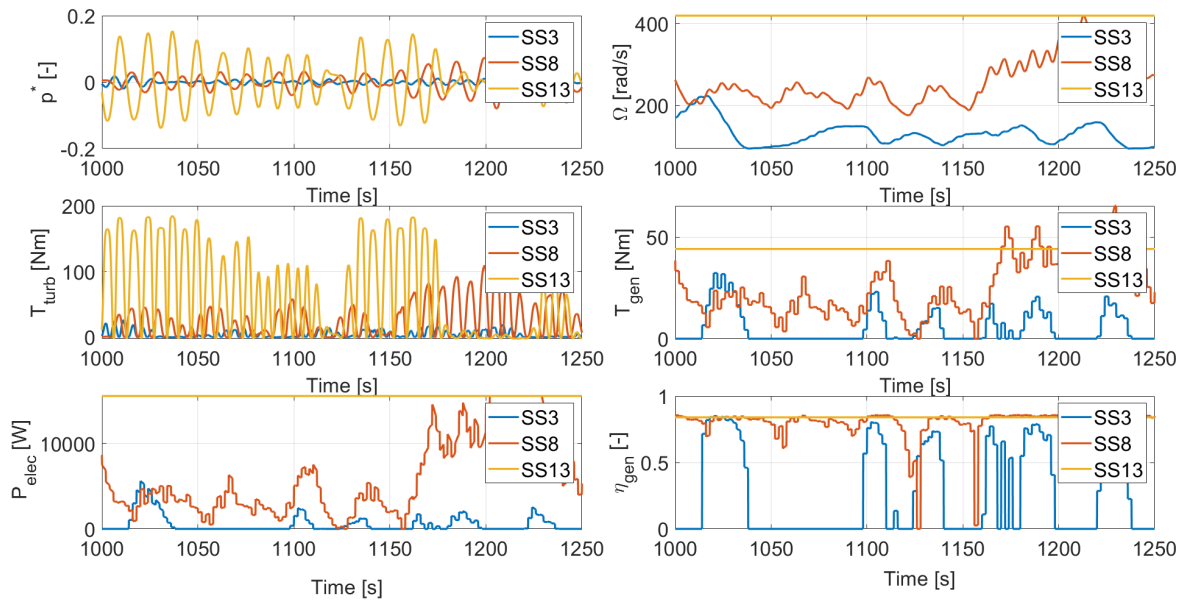 0.2
0
-0.2
p* [-]
SS3
SS8
SS13
1000 1050 1100 1150 1200 1250
Time [s]
400
200
Ω [rad/s]
SS3
SS8
SS13
1000 1050 1100 1150 1200 1250
Time [s]
200
100
0
T_turb [Nm]
SS3
SS8
SS13
1000 1050 1100 1150 1200 1250
Time [s]
50
0
T_gen [Nm]
SS3
SS8
SS13
1000 1050 1100 1150 1200 1250
Time [s]
10000
0
P_elec [W]
SS3
SS8
SS13
1000 1050 1100 1150 1200 1250
Time [s]
1
0.5
0
η_gen [-]
SS3
SS8
SS13
1000 1050 1100 1150 1200 1250
Time [s]